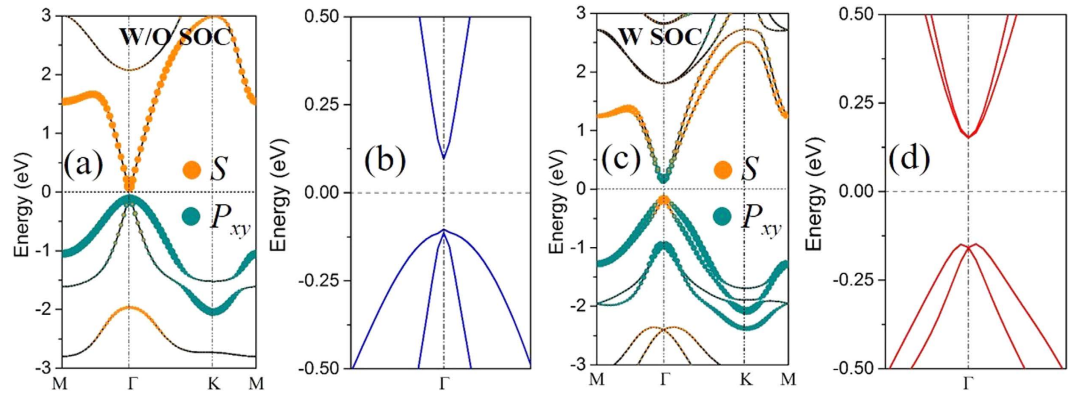 W/O SOC
3
2
1
0
-1
-2
-3
Energy (eV)
(a)
S
Pxy
M Γ K M
0.50
0.25
0.00
-0.25
-0.50
Energy (eV)
(b)
Γ
W SOC
3
2
1
0
-1
-2
-3
Energy (eV)
(c)
S
Pxy
M Γ K M
0.50
0.25
0.00
-0.25
-0.50
Energy (eV)
(d)
Γ